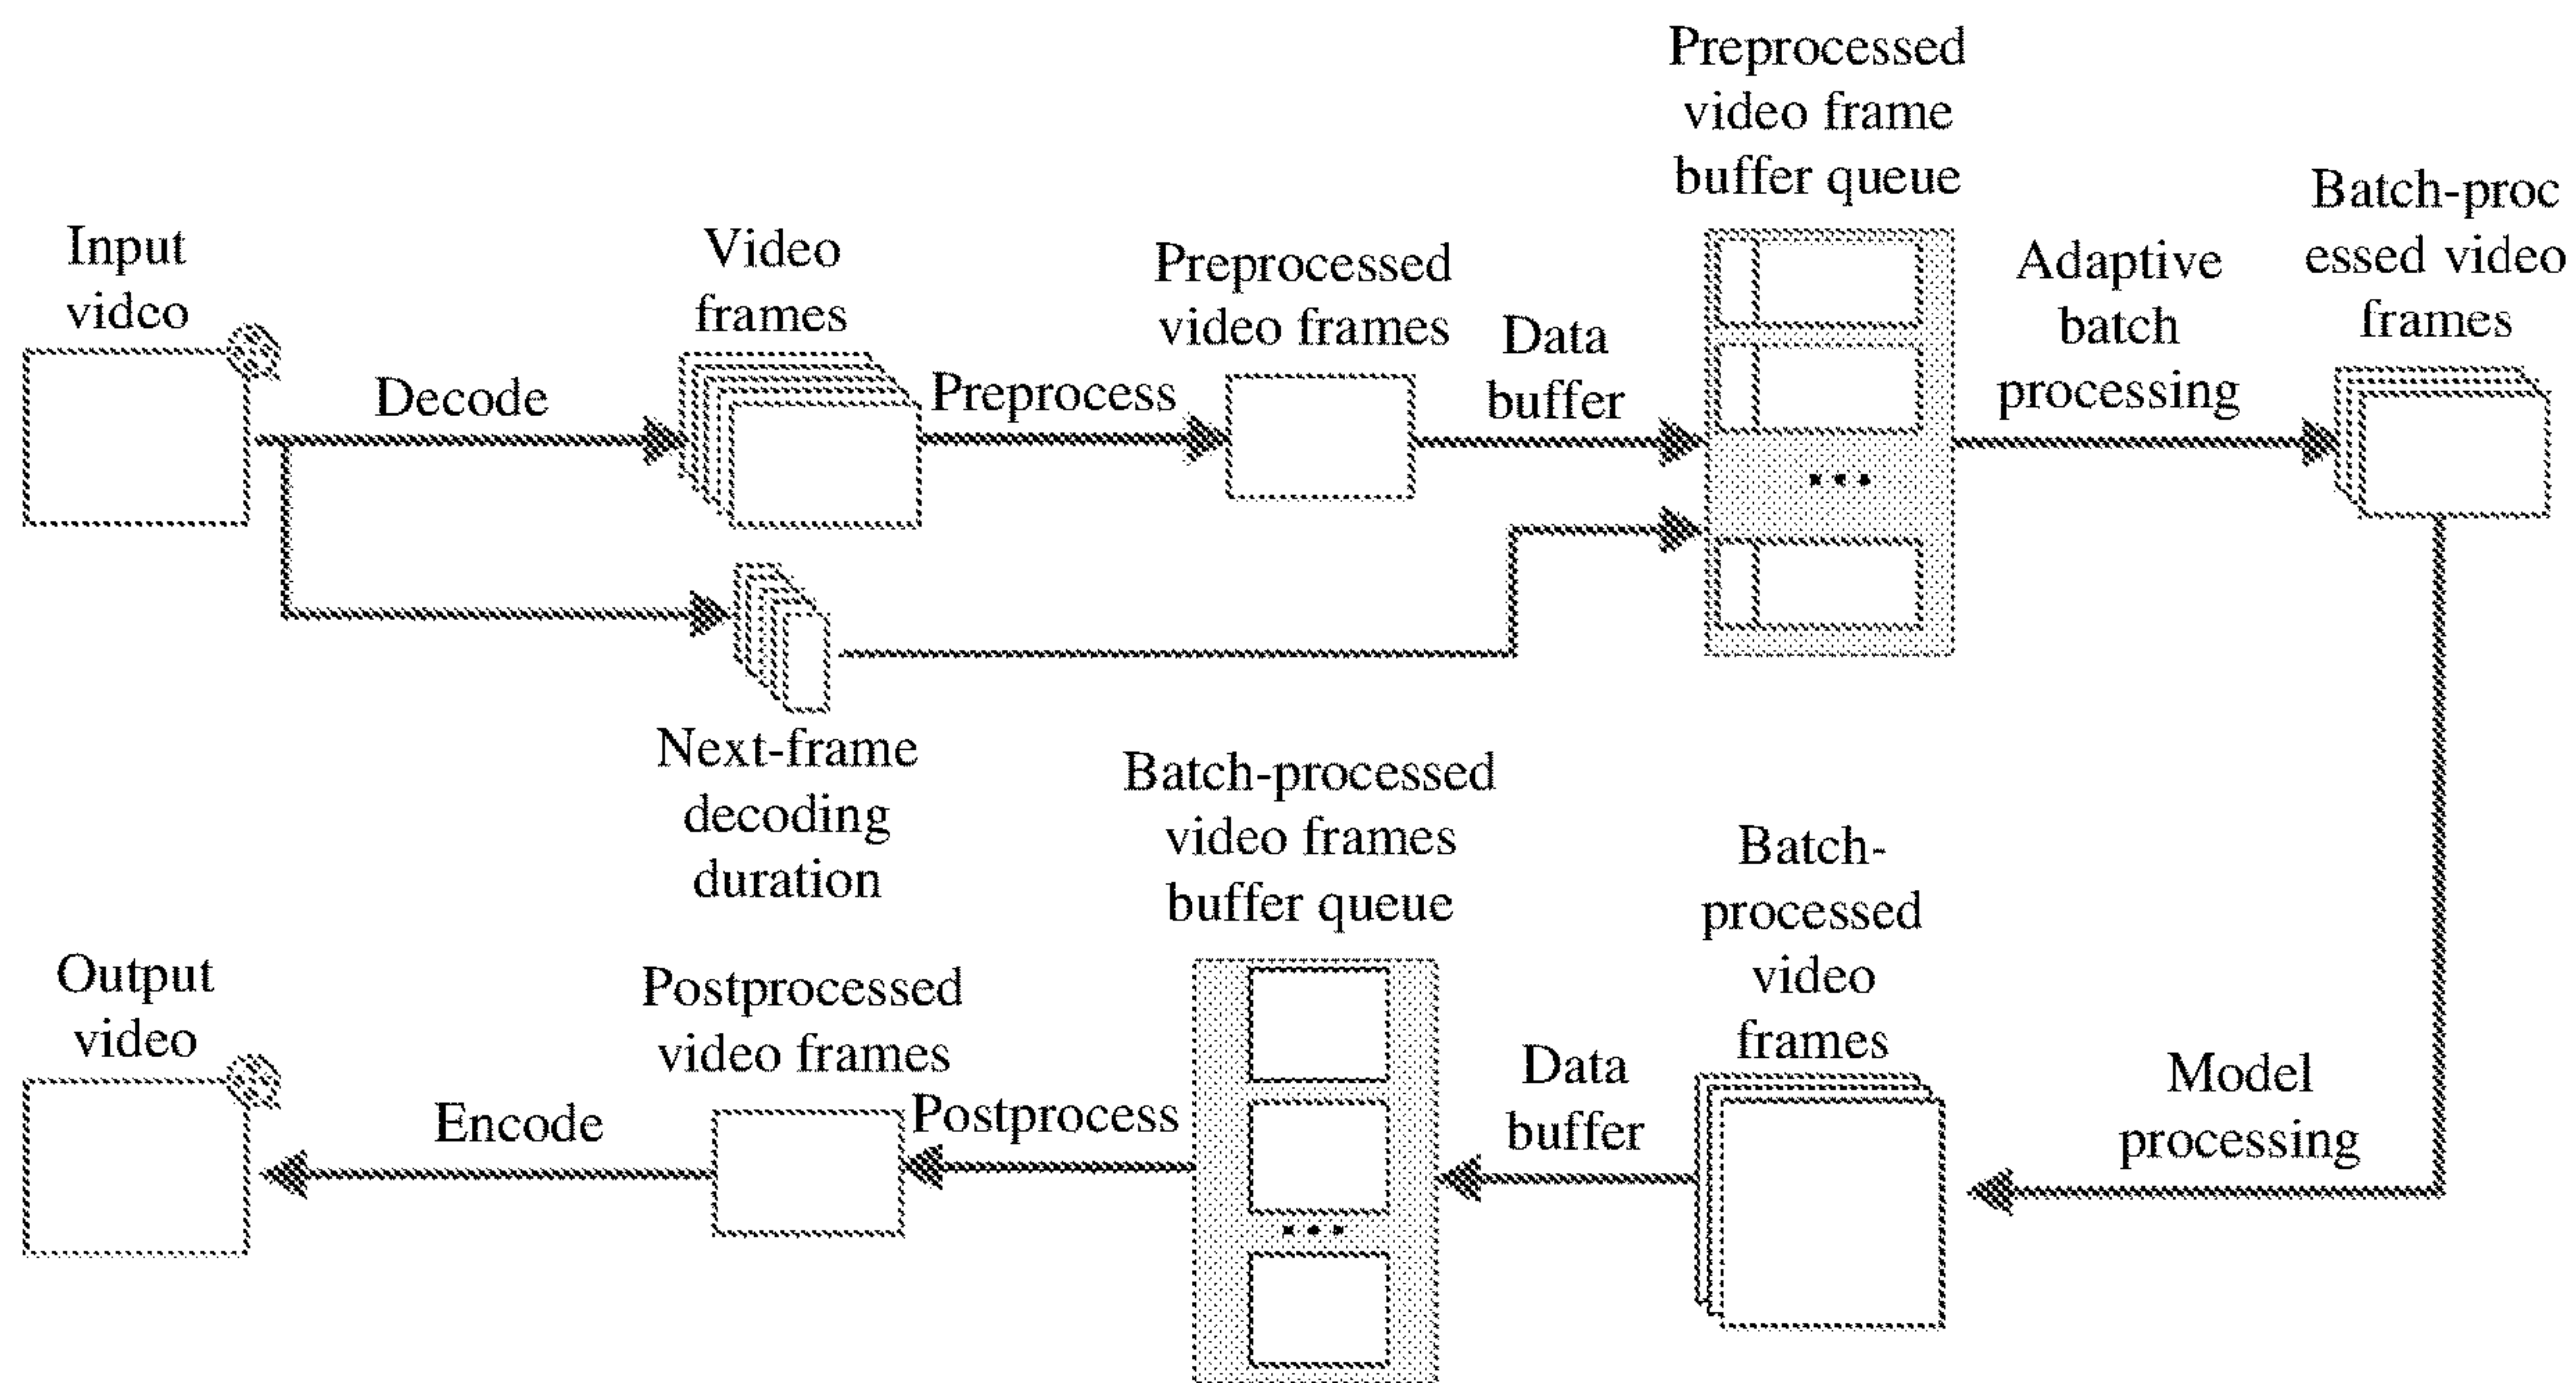 Input
video
Decode
Video
frames
Preprocess
Preprocessed
video frames
Data
buffer
Preprocessed
video frame
buffer queue
Adaptive
batch
processing
Batch-proc
essed video
frames
Next-frame
decoding
duration
Model
processing
Batch-
processed
video
frames
Data
buffer
Batch-processed
video frames
buffer queue
Postprocess
Postprocessed
video frames
Encode
Output
video